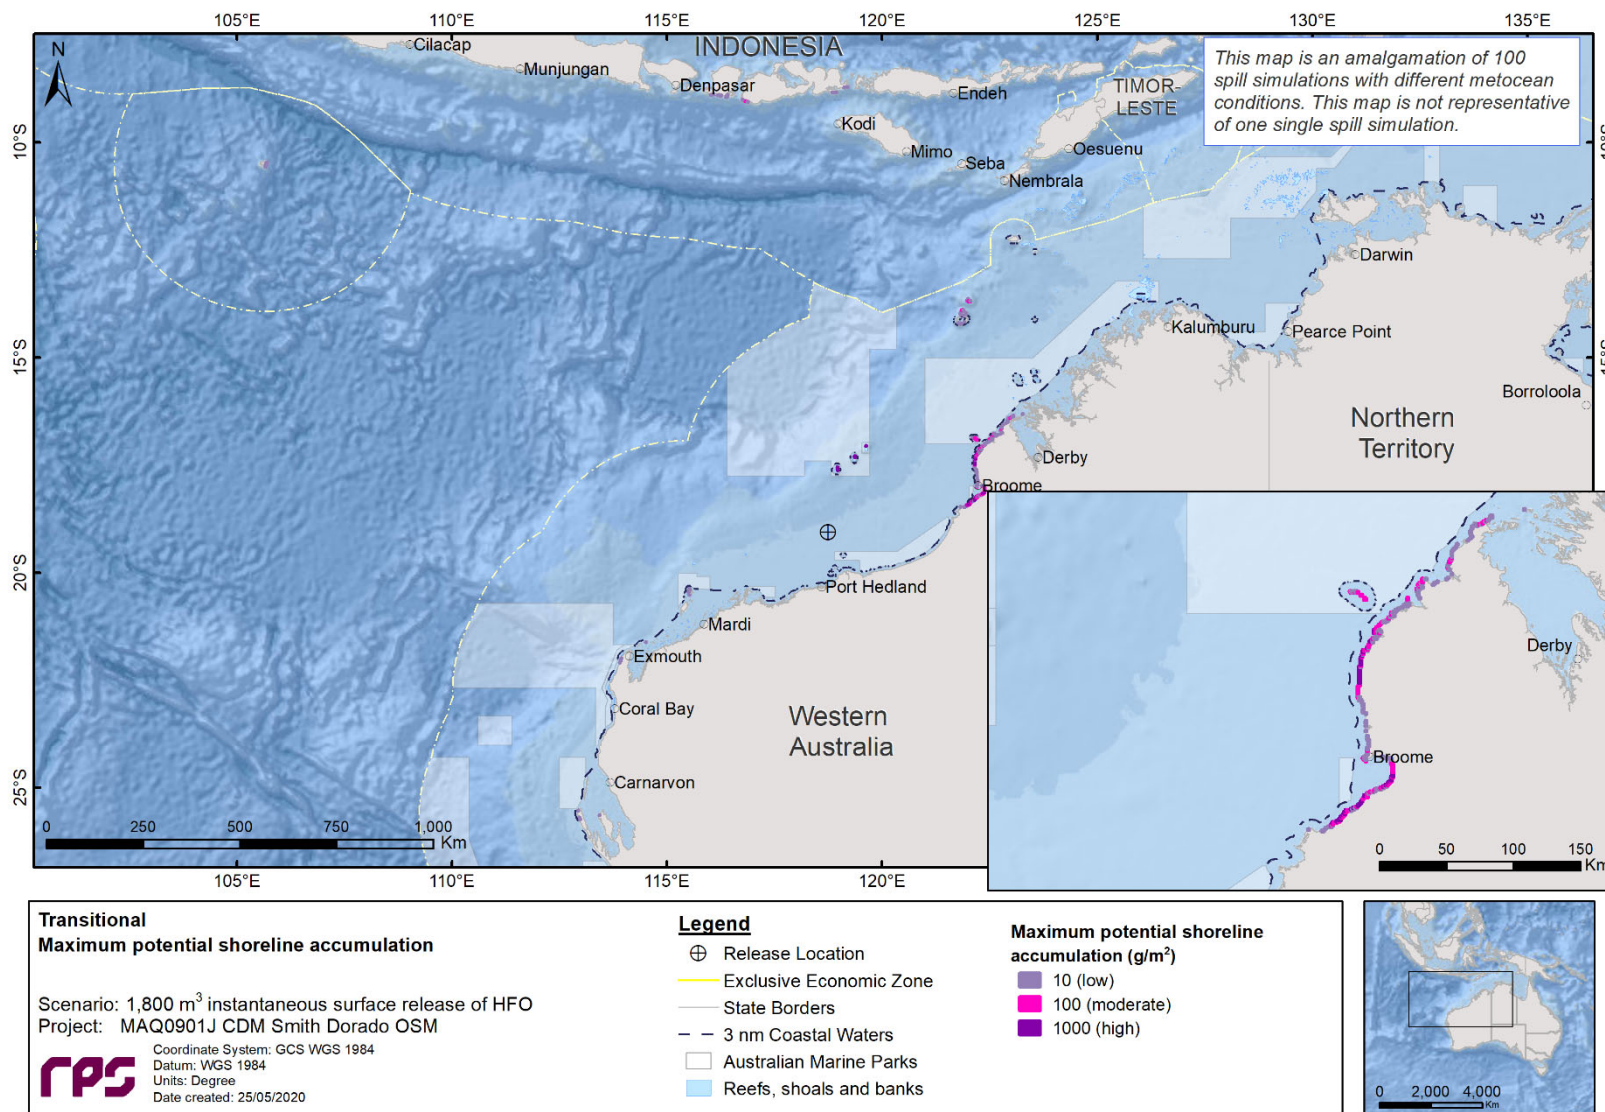 105°E 110°E 115°E 120°E 125°E 130°E 135°E
N
Cilacap
INDONESIA
Munjungan
Denpasar
Endeh
TIMOR-
LESTE
This map is an amalgamation of 100
spill simulations with different metocean
conditions. This map is not representative
of one single spill simulation.
10°S
10°S
Kodi
Mimo
Seba
Oesuenu
Nembrala
Darwin
Kalumburu
Pearce Point
15°S
15°S
Borroloola
Northern
Territory
Derby
Broome
20°S
Port Hedland
Mardi
Exmouth
Coral Bay
Western
Australia
Carnarvon
25°S
0 250 500 750 1,000
Km
Derby
Broome
0 50 100 150
Km
105°E 110°E 115°E 120°E
Transitional
Maximum potential shoreline accumulation
Scenario: 1,800 m³ instantaneous surface release of HFO
Project: MAQ0901J CDM Smith Dorado OSM
rps
Coordinate System: GCS WGS 1984
Datum: WGS 1984
Units: Degree
Date created: 25/05/2020
Legend
Release Location
Exclusive Economic Zone
State Borders
3 nm Coastal Waters
Australian Marine Parks
Reefs, shoals and banks
Maximum potential shoreline
accumulation (g/m²)
10 (low)
100 (moderate)
1000 (high)
0 2,000 4,000
Km